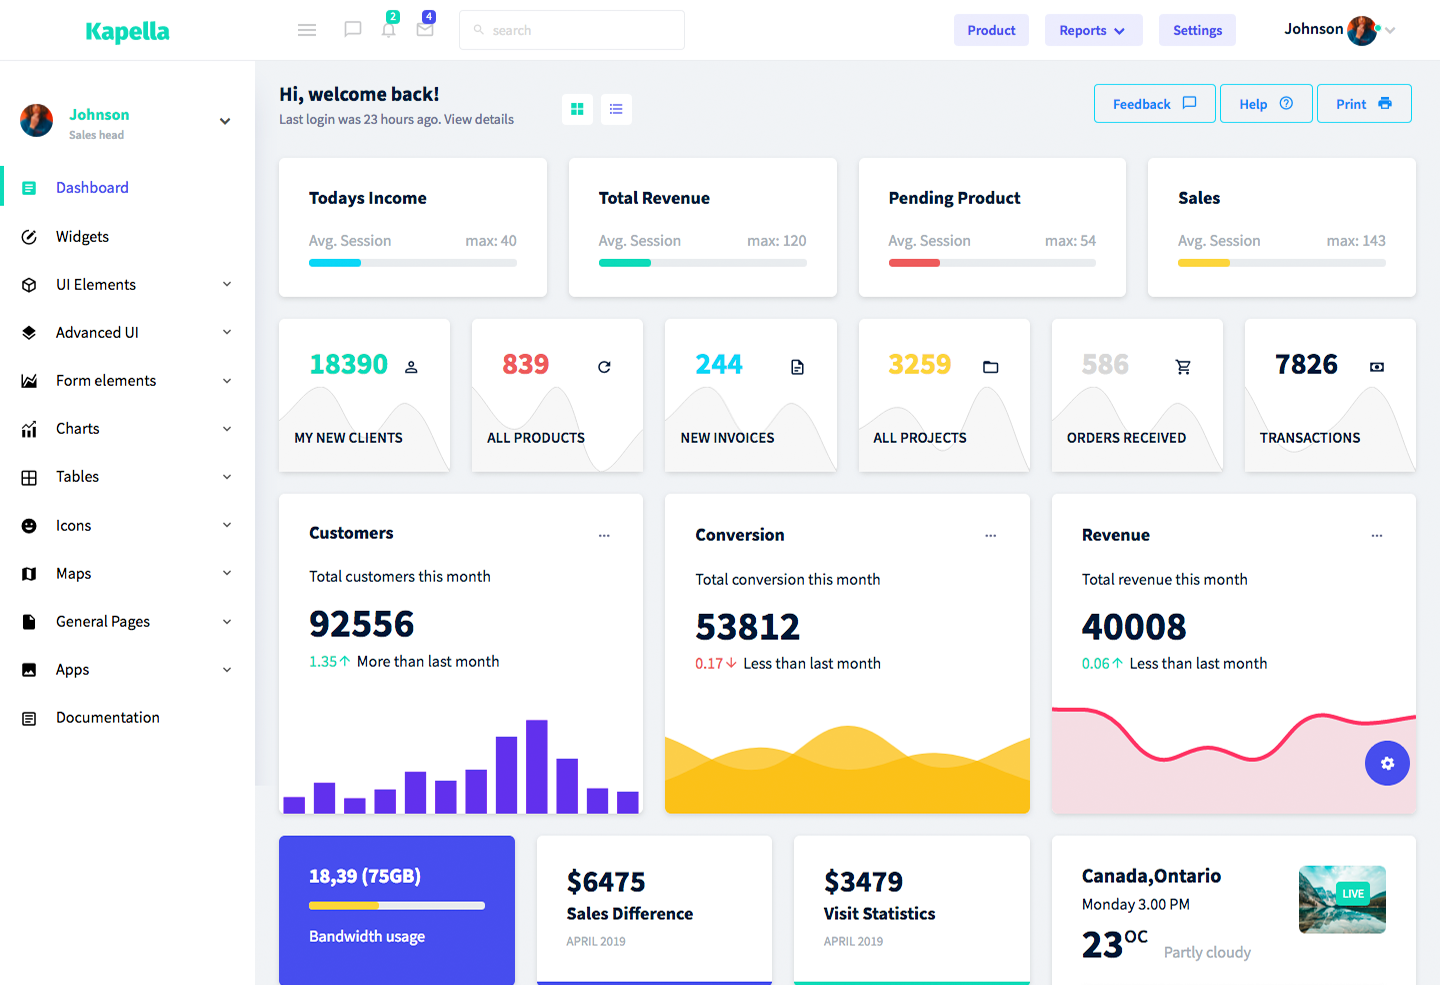 Kapella
2
4
search
Product
Reports
Settings
Johnson
Johnson
Sales head
Dashboard
Widgets
UI Elements
Advanced UI
Form elements
Charts
Tables
Icons
Maps
General Pages
Apps
Documentation
Hi, welcome back!
Last login was 23 hours ago. View details
Feedback
Help
Print
Todays Income
Avg. Session max: 40
Total Revenue
Avg. Session max: 120
Pending Product
Avg. Session max: 54
Sales
Avg. Session max: 143
18390
MY NEW CLIENTS
839
ALL PRODUCTS
244
NEW INVOICES
3259
ALL PROJECTS
586
ORDERS RECEIVED
7826
TRANSACTIONS
Customers
...
Total customers this month
92556
1.35↑ More than last month
Conversion
...
Total conversion this month
53812
0.17↓ Less than last month
Revenue
...
Total revenue this month
40008
0.06↑ Less than last month
18,39 (75GB)
Bandwidth usage
$6475
Sales Difference
APRIL 2019
$3479
Visit Statistics
APRIL 2019
Canada,Ontario
Monday 3.00 PM
23OC Partly cloudy
LIVE